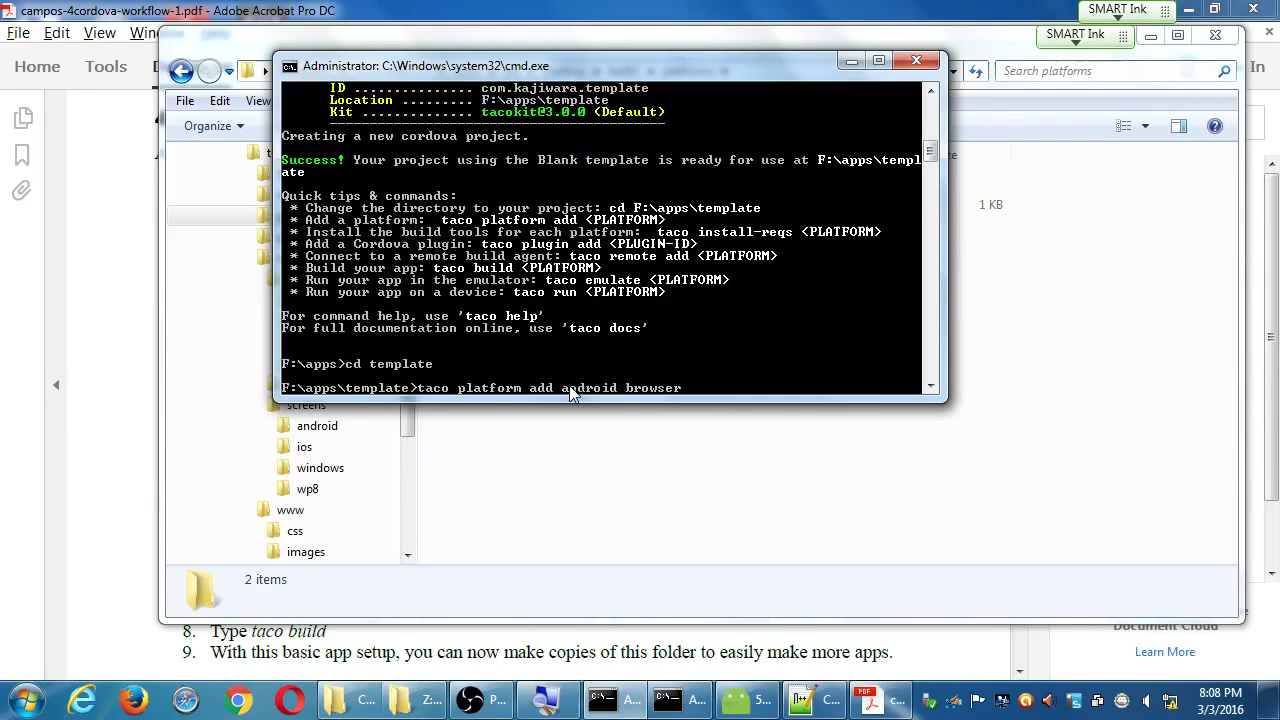 campos-4cordova-workflow-1.pdf - Adobe Acrobat Pro DC
SMART Ink
File Edit View
SMART Ink
Home Tools
In
Administrator: C:\Windows\system32\cmd.exe
Search platforms
File Edit View
Organize
ID .............. com.kajiwara.template
Location ......... F:\apps\template
Kit .............. tacokit@3.0.0 (Default)
Creating a new cordova project.
Success! Your project using the Blank template is ready for use at F:\apps\templ
ate
Quick tips & commands:
* Change the directory to your project: cd F:\apps\template
* Add a platform: taco platform add <PLATFORM>
* Install the build tools for each platform: taco install-reqs <PLATFORM>
* Add a Cordova plugin: taco plugin add <PLUGIN-ID>
* Connect to a remote build agent: taco remote add <PLATFORM>
* Build your app: taco build <PLATFORM>
* Run your app in the emulator: taco emulate <PLATFORM>
* Run your app on a device: taco run <PLATFORM>
For command help, use 'taco help'
For full documentation online, use 'taco docs'
F:\apps>cd template
F:\apps\template>taco platform add android browser
1 KB
screens
android
ios
windows
wp8
www
css
images
2 items
8. Type taco build
9. With this basic app setup, you can now make copies of this folder to easily make more apps.
Document Cloud
Learn More
C... Z... P... A... A... 5... C... c...
8:08 PM
3/3/2016